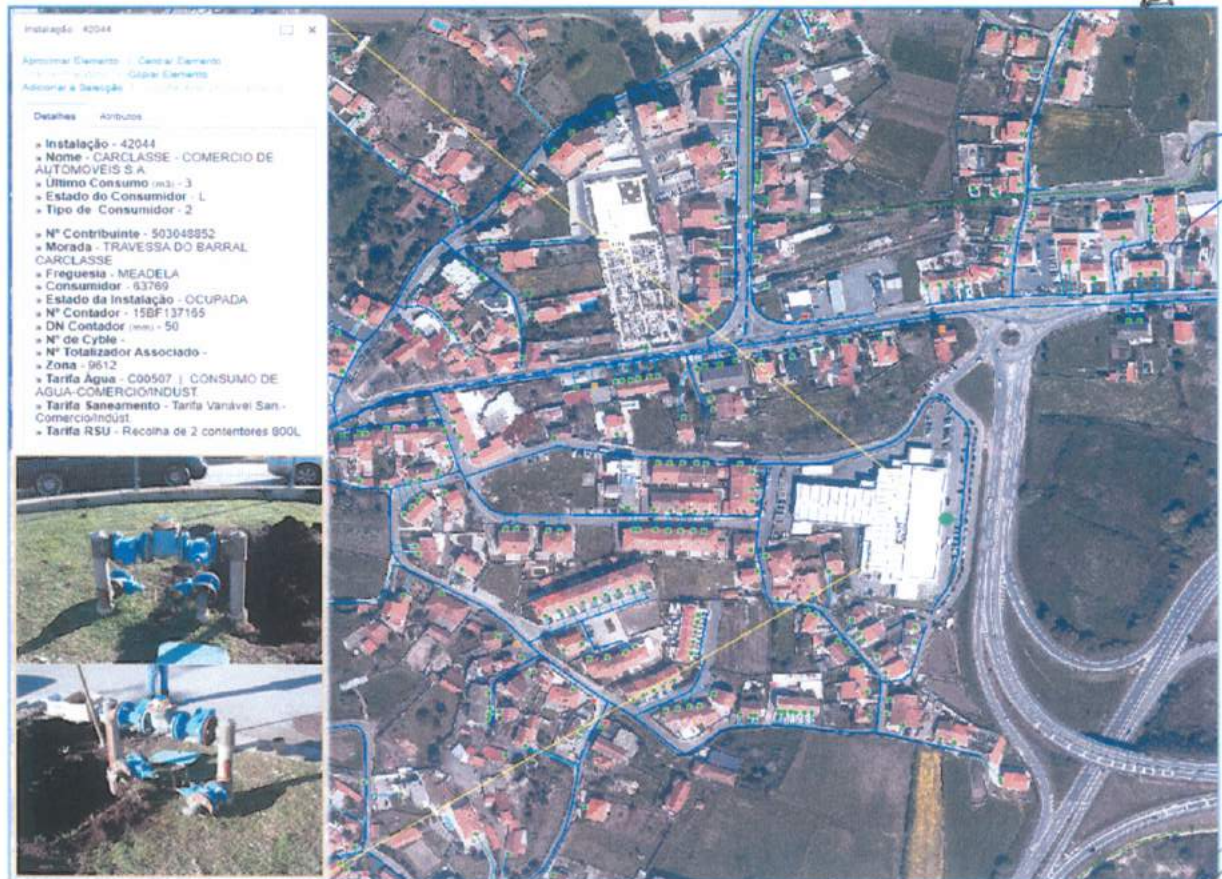 Instalação: 42044
Aproximar Elemento
Centrar Elemento
Copiar Elemento
Adicionar à Selecção
Detalhes Atributos
» Instalação - 42044
» Nome - CARCLASSE - COMERCIO DE
AUTOMOVEIS S.A.
» Último Consumo (m3) - 3
» Estado do Consumidor - L
» Tipo de Consumidor - 2
» Nº Contribuinte - 503048852
» Morada - TRAVESSA DO BARRAL
CARCLASSE
» Freguesia - MEADELA
» Consumidor - 63769
» Estado da Instalação - OCUPADA
» Nº Contador - 15BF137165
» DN Contador (mm) - 50
» Nº de Cyble -
» Nº Totalizador Associado -
» Zona - 9612
» Tarifa Água - C00507 | CONSUMO DE
AGUA-COMERCIO/INDUST.
» Tarifa Saneamento - Tarifa Variável San.-
Comercio/Indúst.
» Tarifa RSU - Recolha de 2 contentores 800L